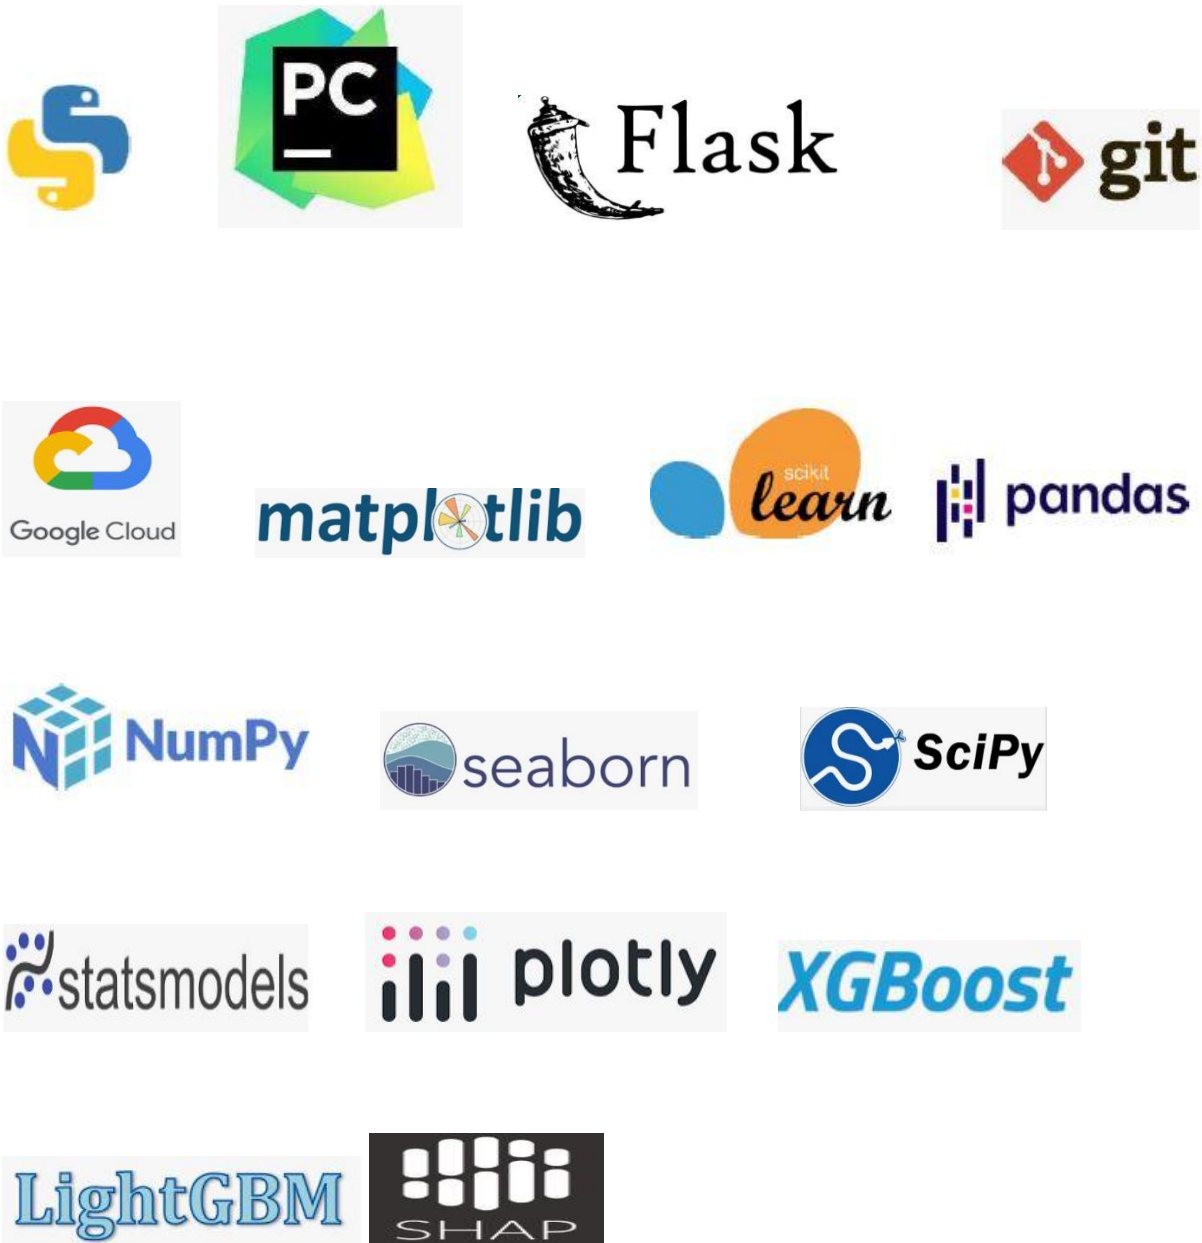 PC
Flask
git
Google Cloud
matplotlib
scikit
learn
pandas
NumPy
seaborn
SciPy
statsmodels
plotly
XGBoost
LightGBM
SHAP